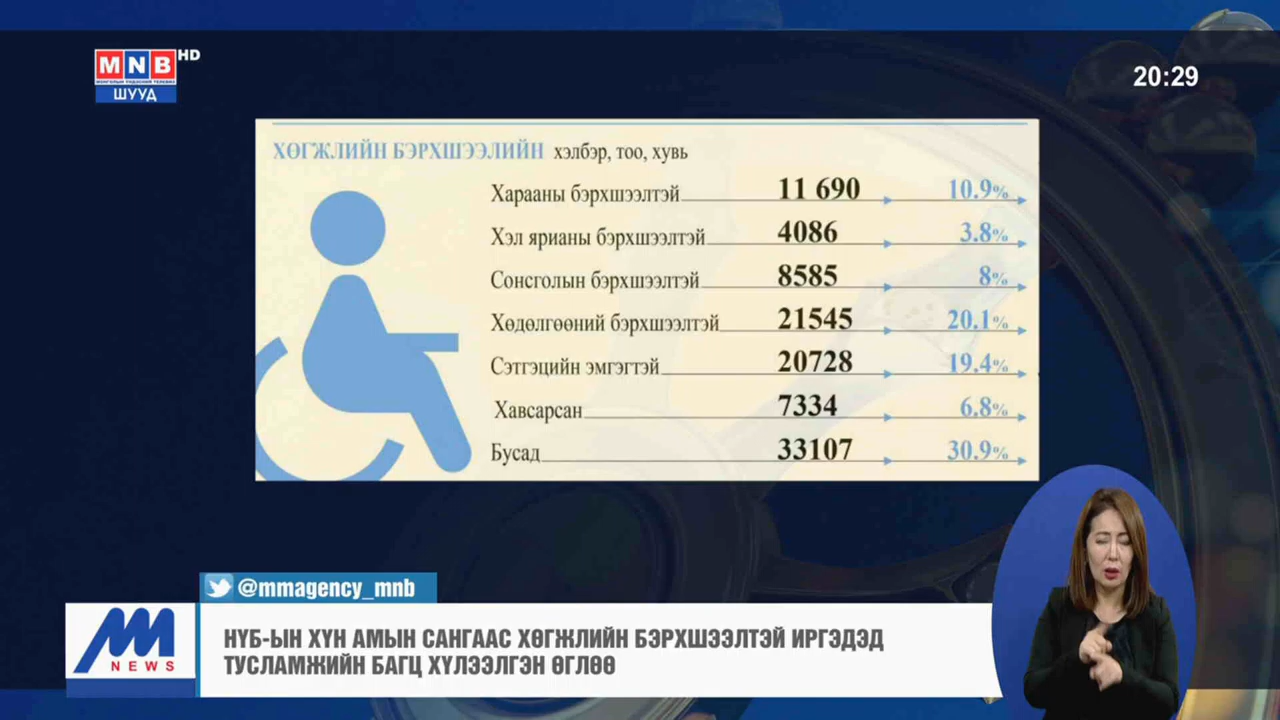 MNB HD
МОНГОЛЫН ҮНДЭСНИЙ ТЕЛЕВИЗ
ШУУД
20:29
ХӨГЖЛИЙН БЭРХШЭЭЛИЙН хэлбэр, тоо, хувь
Харааны бэрхшээлтэй 11 690 10.9%
Хэл ярианы бэрхшээлтэй 4086 3.8%
Сонсголын бэрхшээлтэй 8585 8%
Хөдөлгөөний бэрхшээлтэй 21545 20.1%
Сэтгэцийн эмгэгтэй 20728 19.4%
Хавсарсан 7334 6.8%
Бусад 33107 30.9%
@mmagency_mnb
NEWS
НҮБ-ЫН ХҮН АМЫН САНГААС ХӨГЖЛИЙН БЭРХШЭЭЛТЭЙ ИРГЭДЭД
ТУСЛАМЖИЙН БАГЦ ХҮЛЭЭЛГЭН ӨГЛӨӨ